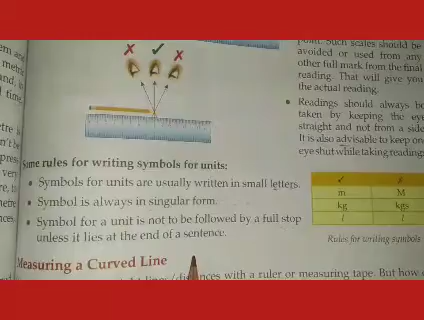 point. Such scales should be
avoided or used from any
other full mark from the final
reading. That will give you
the actual reading.
• Readings should always be
taken by keeping the eye
straight and not from a side
It is also advisable to keep on
eye shut while taking reading
Some rules for writing symbols for units:
• Symbols for units are usually written in small letters.
• Symbol is always in singular form.
• Symbol for a unit is not to be followed by a full stop
unless it lies at the end of a sentence.
✓ ✗
m M
kg kgs
l l
Rules for writing symbols
Measuring a Curved Line
nces with a ruler or measuring tape. But how